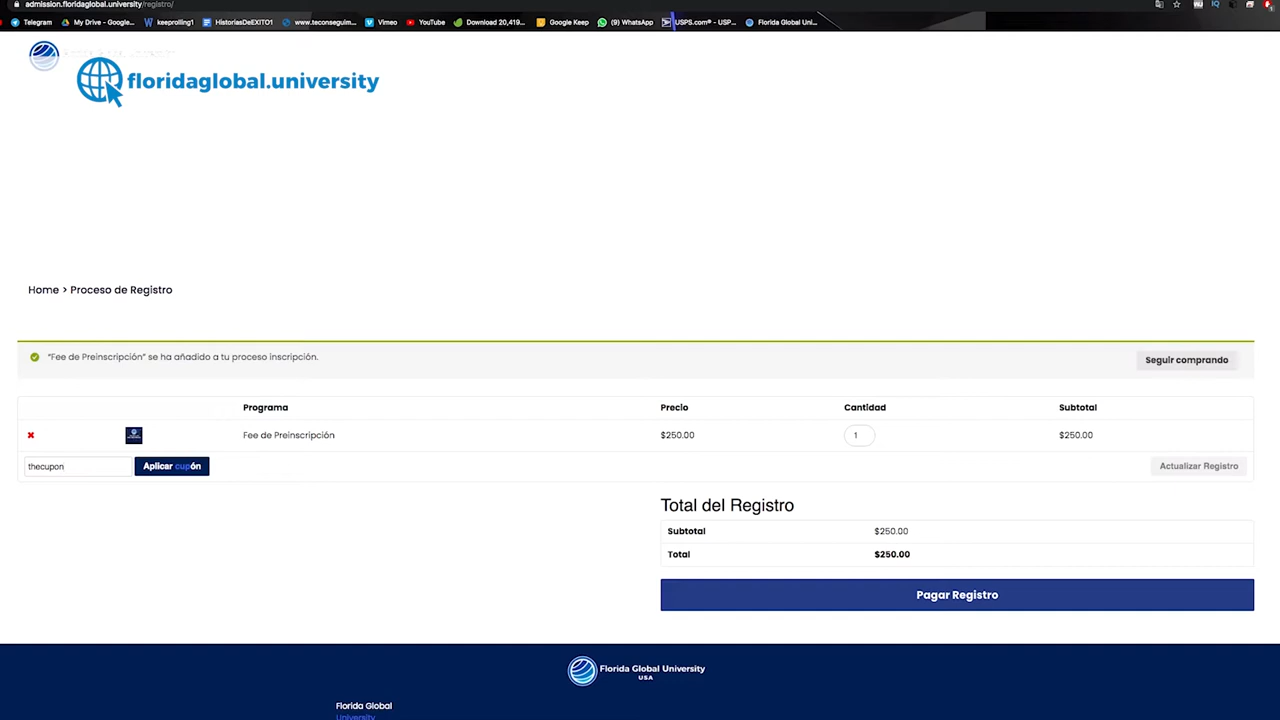 admission.floridaglobal.university/registro/
Telegram My Drive - Google... keeprolling1 HistoriasDeEXITO1 www.teconseguim... Vimeo YouTube Download 20,419... Google Keep (9) WhatsApp USPS.com® - USP... Florida Global Uni...
floridaglobal.university
Home > Proceso de Registro
“Fee de Preinscripción” se ha añadido a tu proceso inscripción.
Seguir comprando
Programa Precio Cantidad Subtotal
Fee de Preinscripción $250.00 1 $250.00
thecupon Aplicar cupón Actualizar Registro
Total del Registro
Subtotal $250.00
Total $250.00
Pagar Registro
Florida Global University
USA
Florida Global
University